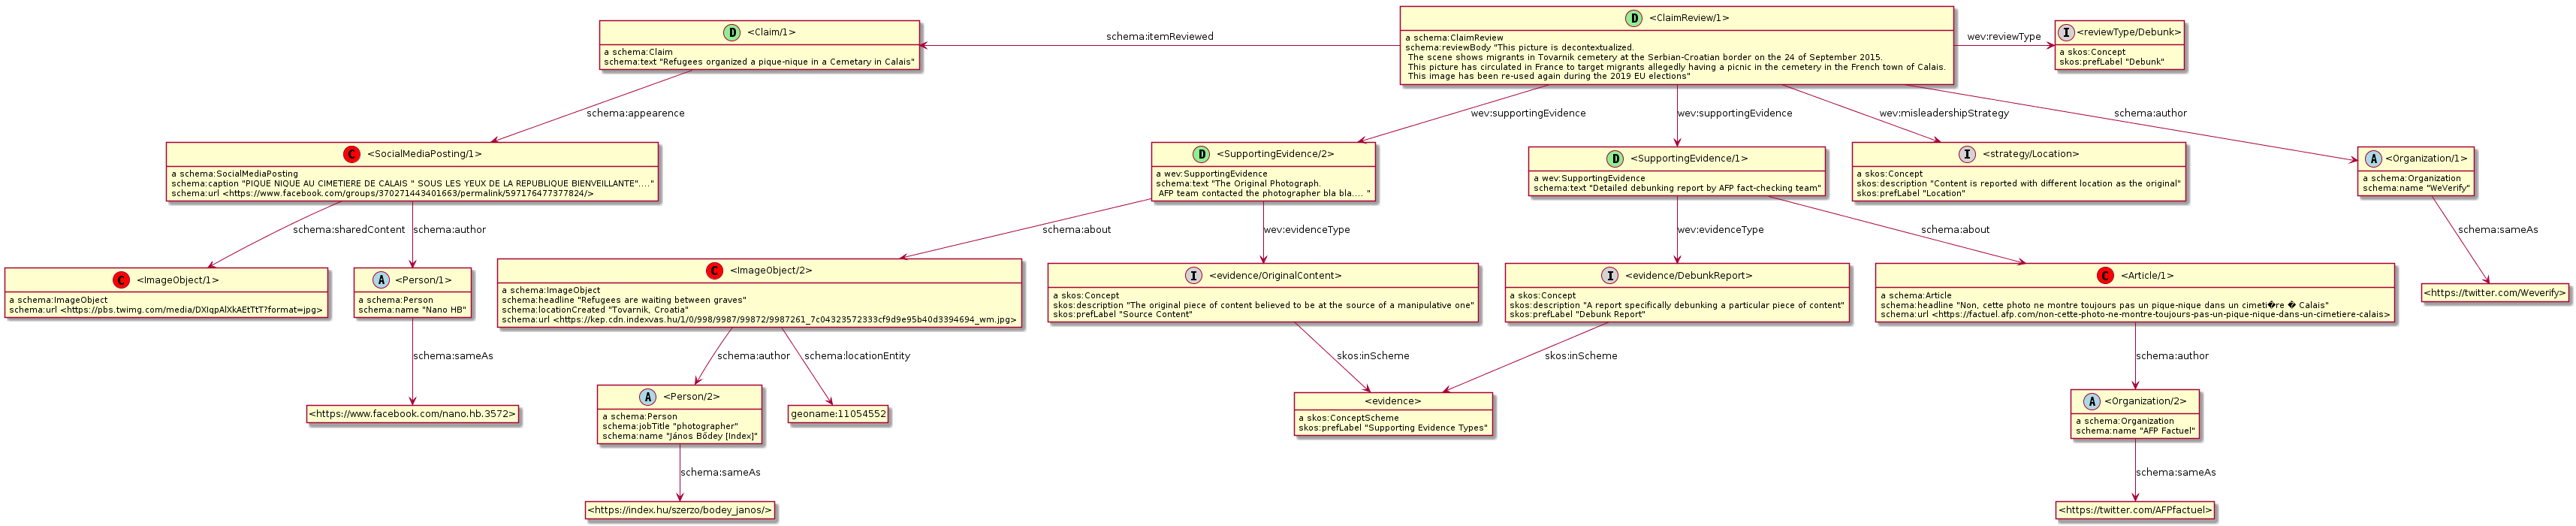 D <Claim/1>
a schema:Claim
schema:text "Refugees organized a pique-nique in a Cemetary in Calais"
schema:itemReviewed
D <ClaimReview/1>
a schema:ClaimReview
schema:reviewBody "This picture is decontextualized.
The scene shows migrants in Tovarnik cemetery at the Serbian-Croatian border on the 24 of September 2015.
This picture has circulated in France to target migrants allegedly having a picnic in the cemetery in the French town of Calais.
This image has been re-used again during the 2019 EU elections"
wev:reviewType
I <reviewType/Debunk>
a skos:Concept
skos:prefLabel "Debunk"
schema:appearence
wev:supportingEvidence
wev:supportingEvidence
wev:misleadershipStrategy
schema:author
C <SocialMediaPosting/1>
a schema:SocialMediaPosting
schema:caption "PIQUE NIQUE AU CIMETIERE DE CALAIS " SOUS LES YEUX DE LA REPUBLIQUE BIENVEILLANTE"...."
schema:url <https://www.facebook.com/groups/370271443401663/permalink/597176477377824/>
D <SupportingEvidence/2>
a wev:SupportingEvidence
schema:text "The Original Photograph.
AFP team contacted the photographer bla bla.... "
D <SupportingEvidence/1>
a wev:SupportingEvidence
schema:text "Detailed debunking report by AFP fact-checking team"
I <strategy/Location>
a skos:Concept
skos:description "Content is reported with different location as the original"
skos:prefLabel "Location"
A <Organization/1>
a schema:Organization
schema:name "WeVerify"
schema:sharedContent
schema:author
schema:about
wev:evidenceType
wev:evidenceType
schema:about
schema:sameAs
C <ImageObject/1>
a schema:ImageObject
schema:url <https://pbs.twimg.com/media/DXIqpAlXkAEtTtT?format=jpg>
A <Person/1>
a schema:Person
schema:name "Nano HB"
C <ImageObject/2>
a schema:ImageObject
schema:headline "Refugees are waiting between graves"
schema:locationCreated "Tovarnik, Croatia"
schema:url <https://kep.cdn.indexvas.hu/1/0/998/9987/99872/9987261_7c04323572333cf9d9e95b40d3394694_wm.jpg>
I <evidence/OriginalContent>
a skos:Concept
skos:description "The original piece of content believed to be at the source of a manipulative one"
skos:prefLabel "Source Content"
I <evidence/DebunkReport>
a skos:Concept
skos:description "A report specifically debunking a particular piece of content"
skos:prefLabel "Debunk Report"
C <Article/1>
a schema:Article
schema:headline "Non, cette photo ne montre toujours pas un pique-nique dans un cimeti�re � Calais"
schema:url <https://factuel.afp.com/non-cette-photo-ne-montre-toujours-pas-un-pique-nique-dans-un-cimetiere-calais>
<https://twitter.com/Weverify>
schema:sameAs
schema:author
schema:locationEntity
skos:inScheme
skos:inScheme
schema:author
<https://www.facebook.com/nano.hb.3572>
A <Person/2>
a schema:Person
schema:jobTitle "photographer"
schema:name "János Bődey [Index]"
geoname:11054552
<evidence>
a skos:ConceptScheme
skos:prefLabel "Supporting Evidence Types"
A <Organization/2>
a schema:Organization
schema:name "AFP Factuel"
schema:sameAs
schema:sameAs
<https://index.hu/szerzo/bodey_janos/>
<https://twitter.com/AFPfactuel>